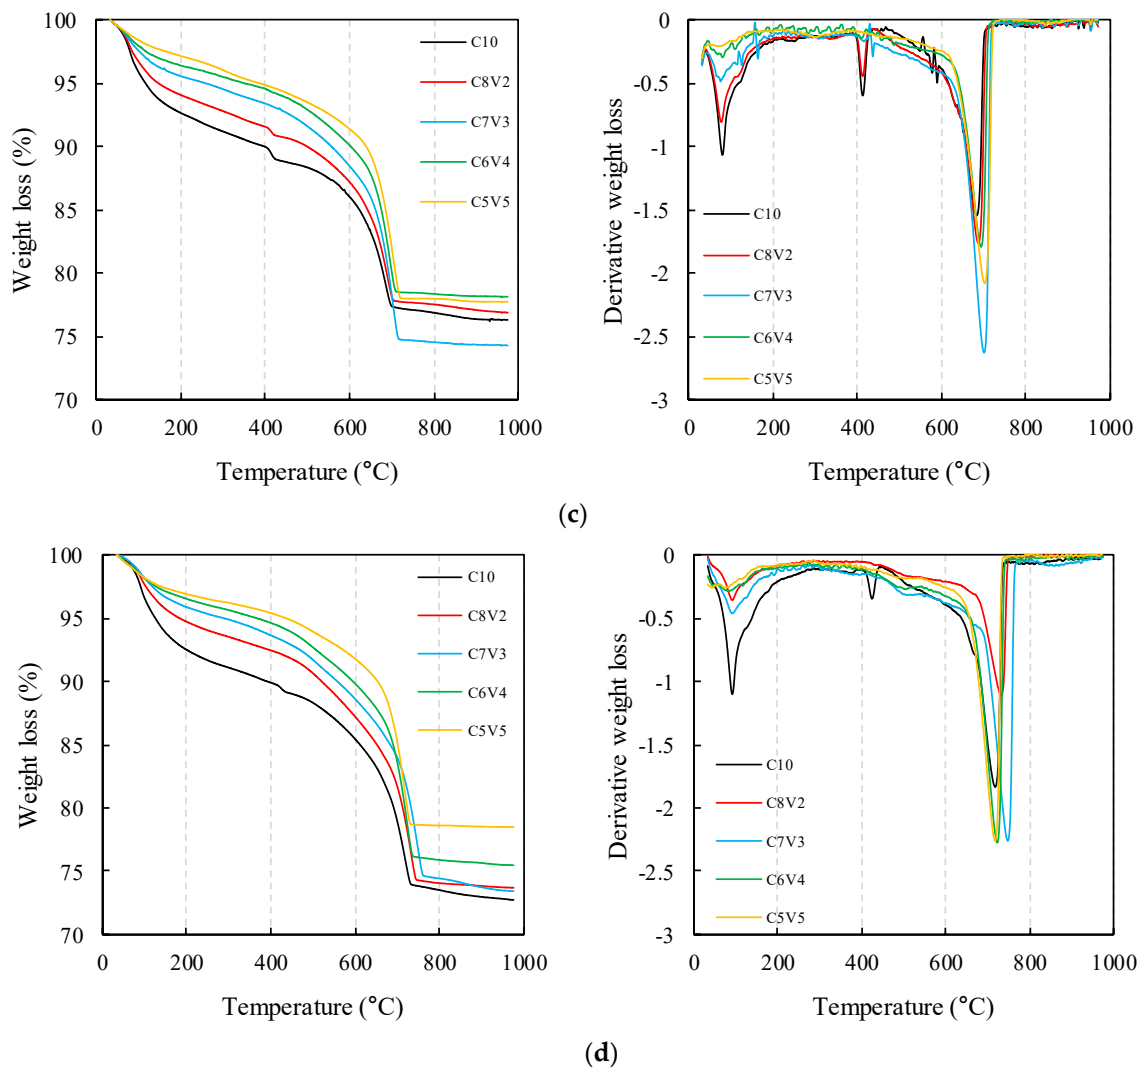 100
95
90
85
80
75
70
Weight loss (%)
C10
C8V2
C7V3
C6V4
C5V5
0 200 400 600 800 1000
Temperature (°C)
0
-0.5
-1
-1.5
-2
-2.5
-3
Derivative weight loss
C10
C8V2
C7V3
C6V4
C5V5
0 200 400 600 800 1000
Temperature (°C)
(c)
100
95
90
85
80
75
70
Weight loss (%)
C10
C8V2
C7V3
C6V4
C5V5
0 200 400 600 800 1000
Temperature (°C)
0
-0.5
-1
-1.5
-2
-2.5
-3
Derivative weight loss
C10
C8V2
C7V3
C6V4
C5V5
0 200 400 600 800 1000
Temperature (°C)
(d)